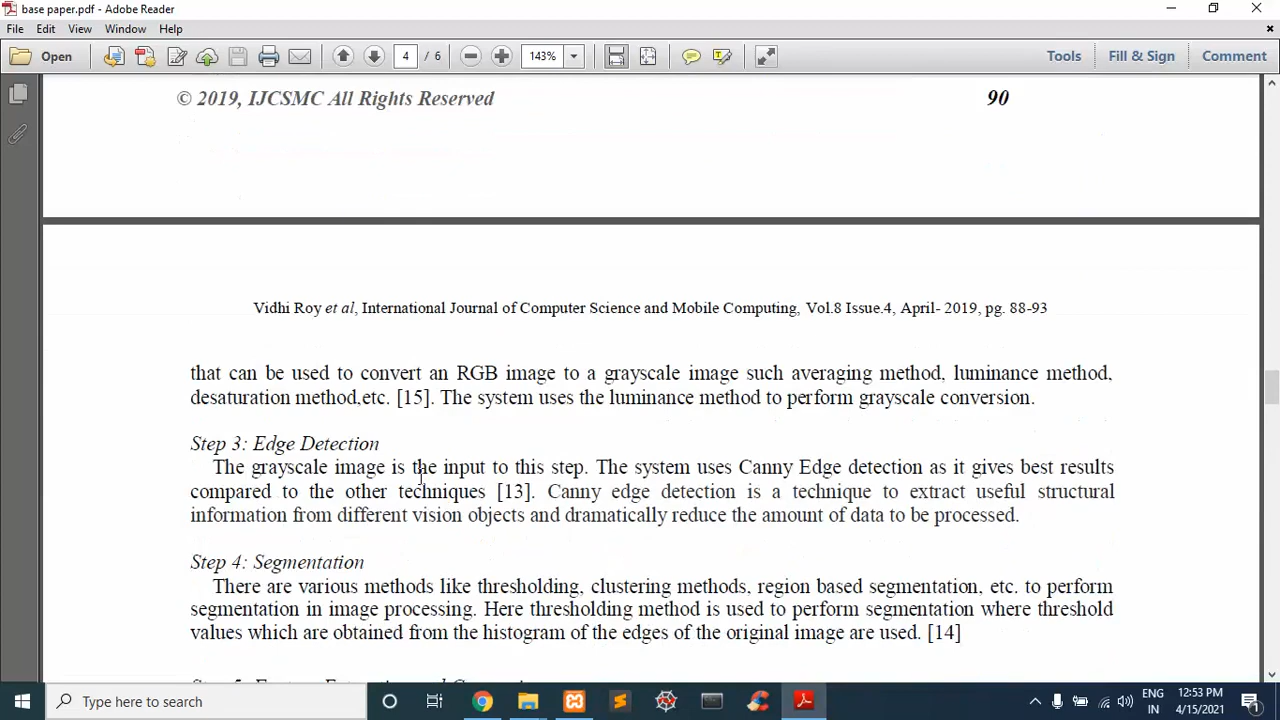 base paper.pdf - Adobe Reader
File Edit View Window Help
Open 4 / 6 143% Tools Fill & Sign Comment
© 2019, IJCSMC All Rights Reserved 90
Vidhi Roy et al, International Journal of Computer Science and Mobile Computing, Vol.8 Issue.4, April- 2019, pg. 88-93
that can be used to convert an RGB image to a grayscale image such averaging method, luminance method,
desaturation method,etc. [15]. The system uses the luminance method to perform grayscale conversion.
Step 3: Edge Detection
The grayscale image is the input to this step. The system uses Canny Edge detection as it gives best results
compared to the other techniques [13]. Canny edge detection is a technique to extract useful structural
information from different vision objects and dramatically reduce the amount of data to be processed.
Step 4: Segmentation
There are various methods like thresholding, clustering methods, region based segmentation, etc. to perform
segmentation in image processing. Here thresholding method is used to perform segmentation where threshold
values which are obtained from the histogram of the edges of the original image are used. [14]
Type here to search
ENG 12:53 PM
IN 4/15/2021